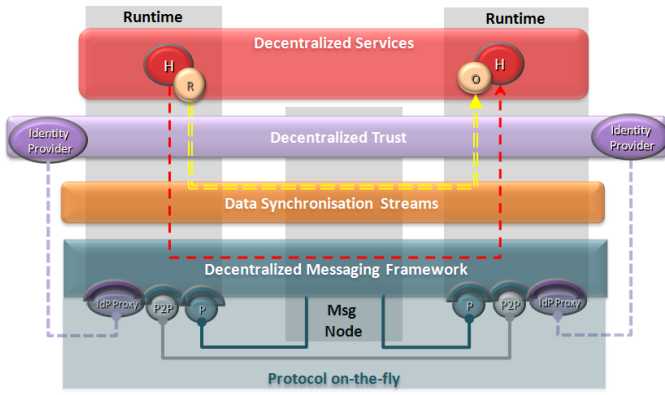 Runtime
Runtime
Decentralized Services
H
H
R
O
Identity
Provider
Decentralized Trust
Identity
Provider
Data Synchronisation Streams
Decentralized Messaging Framework
IdP Proxy
P2P
P
Msg
Node
P
P2P
IdP Proxy
Protocol on-the-fly